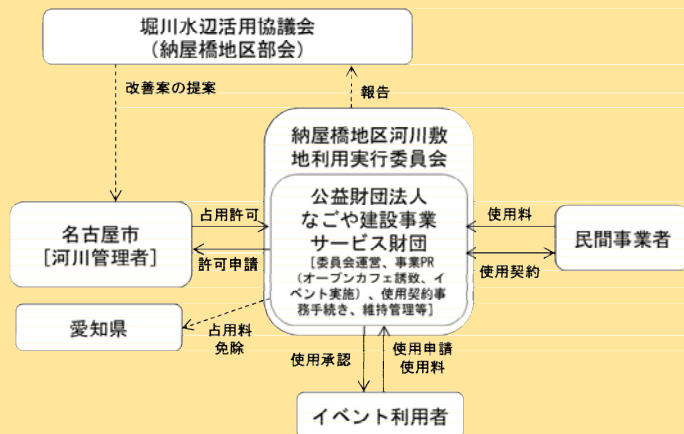 堀川水辺活用協議会
（納屋橋地区部会）
改善案の提案
報告
納屋橋地区河川敷
地利用実行委員会
公益財団法人
なごや建設事業
サービス財団
[委員会運営、事業PR
（オープンカフェ誘致、イ
ベント実施）、使用契約事
務手続き、維持管理等]
名古屋市
[河川管理者]
占用許可
許可申請
使用料
使用契約
民間事業者
愛知県
占用料
免除
使用承認
使用申請
使用料
イベント利用者